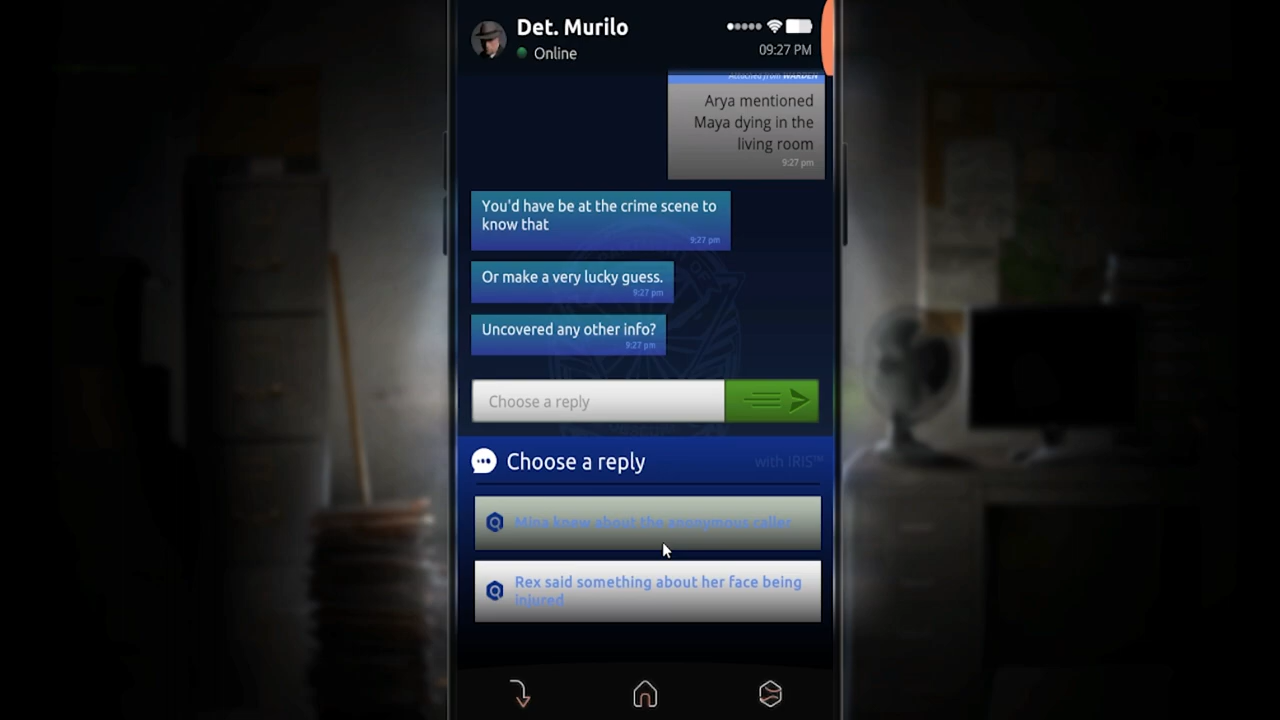 Det. Murilo
Online
09:27 PM
Attached from WARDEN
Arya mentioned
Maya dying in the
living room
9:27 pm
You'd have be at the crime scene to
know that
9:27 pm
Or make a very lucky guess.
9:27 pm
Uncovered any other info?
9:27 pm
Choose a reply
Choose a reply
with IRIS™
Mina knew about the anonymous caller
Rex said something about her face being
injured